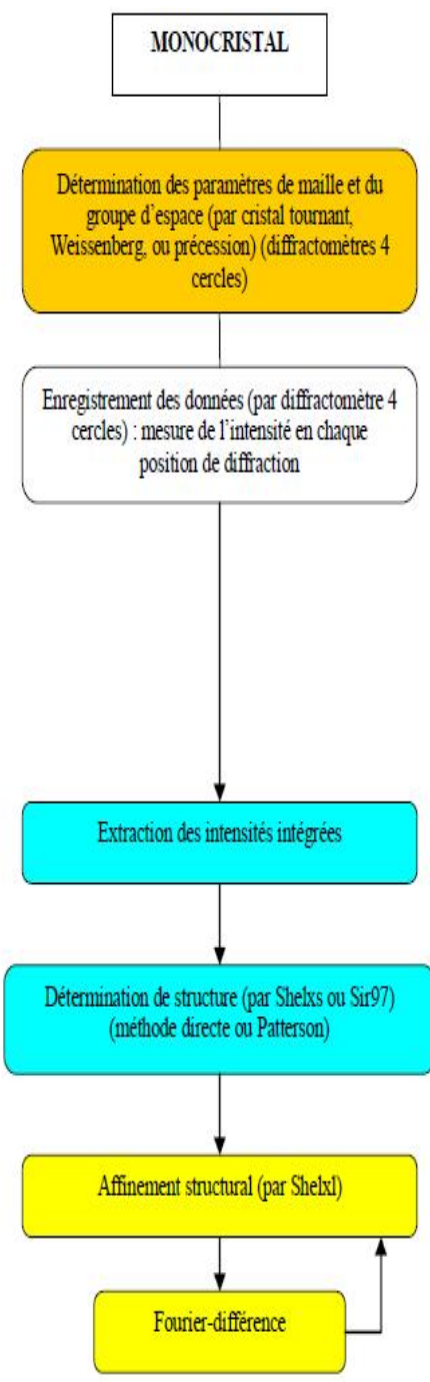 MONOCRISTAL
Détermination des paramètres de maille et du
groupe d'espace (par cristal tournant,
Weissenberg, ou précession) (diffractomètres 4
cercles)
Enregistrement des données (par diffractomètre 4
cercles) : mesure de l'intensité en chaque
position de diffraction
Extraction des intensités intégrées
Détermination de structure (par Shelxs ou Sir97)
(méthode directe ou Patterson)
Affinement structural (par Shelxl)
Fourier-différence